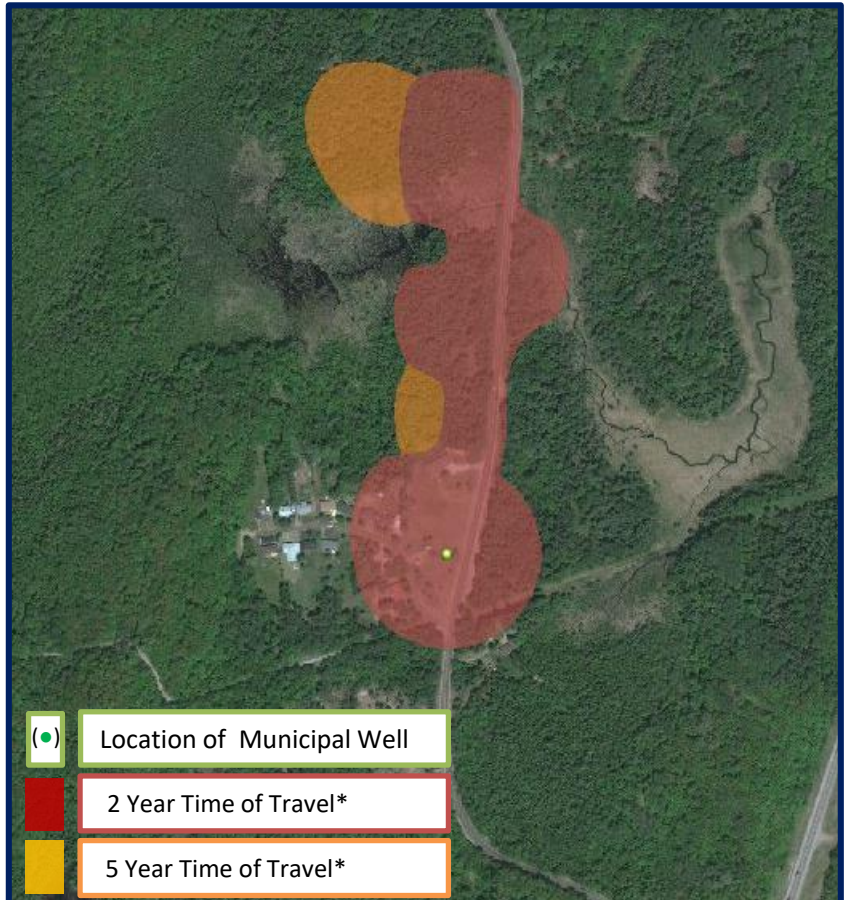 (•) Location of Municipal Well
2 Year Time of Travel*
5 Year Time of Travel*